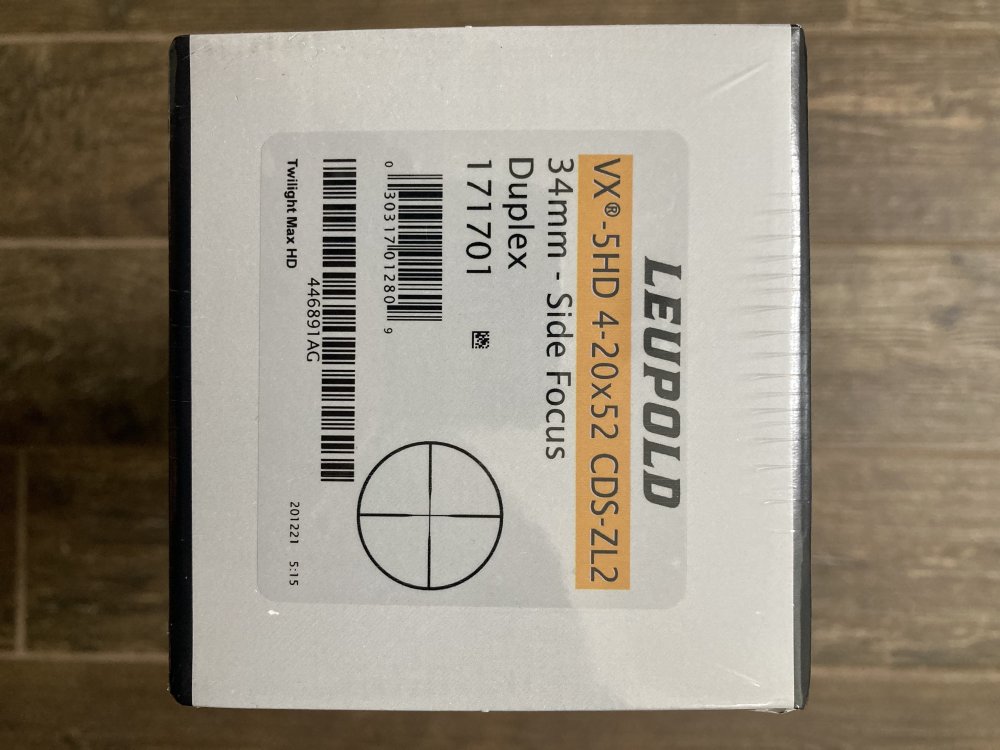 LEUPOLD
VX®-5HD 4-20x52 CDS-ZL2
34mm - Side Focus
Duplex
171701
0 30317 01280 9
446891AG
Twilight Max HD
201221 5:15